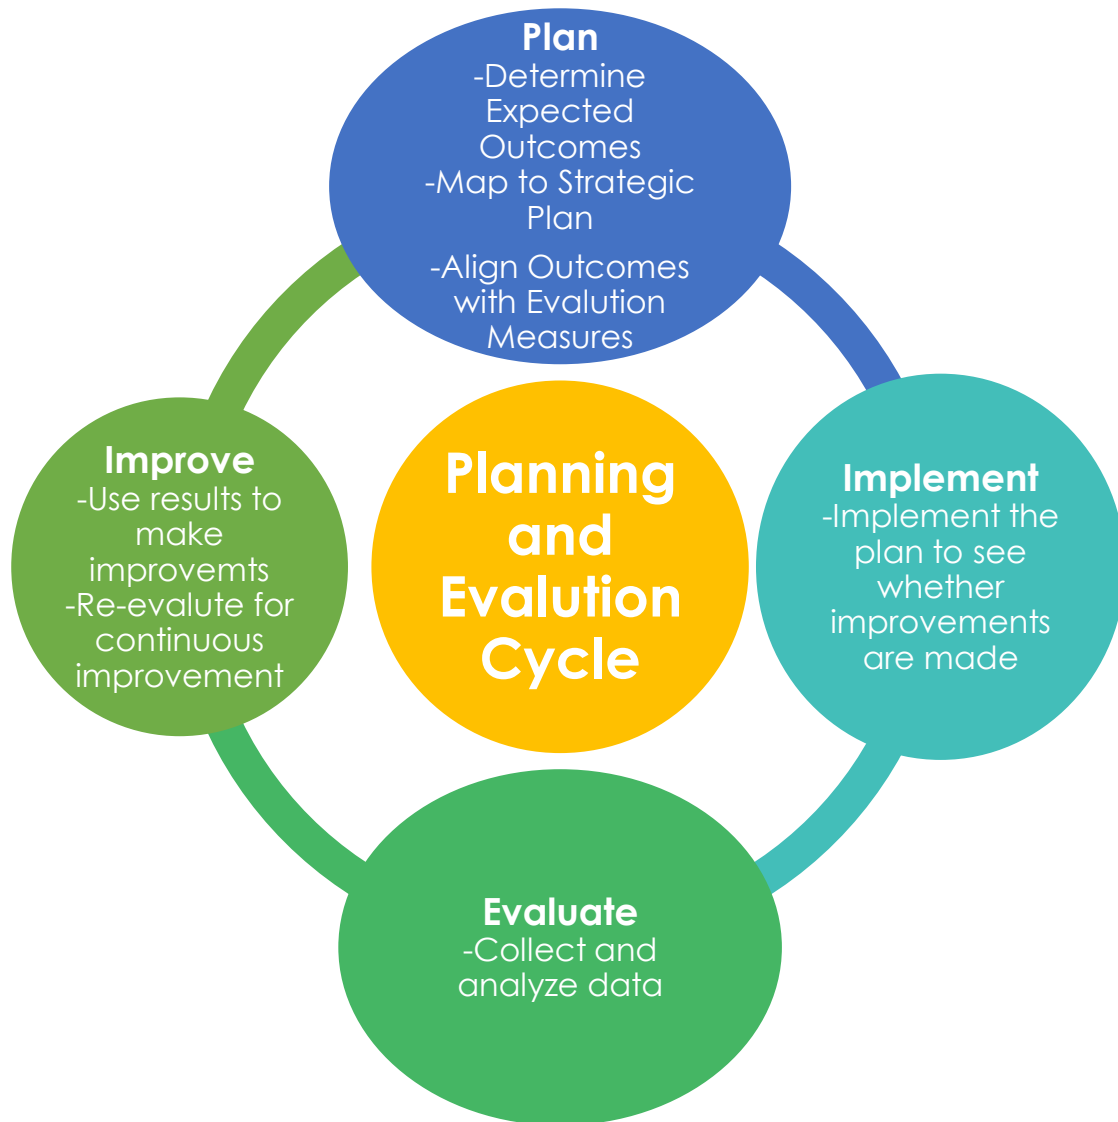 Plan
-Determine
Expected
Outcomes
-Map to Strategic
Plan
-Align Outcomes
with Evalution
Measures
Implement
-Implement the
plan to see
whether
improvements
are made
Evaluate
-Collect and
analyze data
Improve
-Use results to
make
improvemts
-Re-evalute for
continuous
improvement
Planning
and
Evalution
Cycle